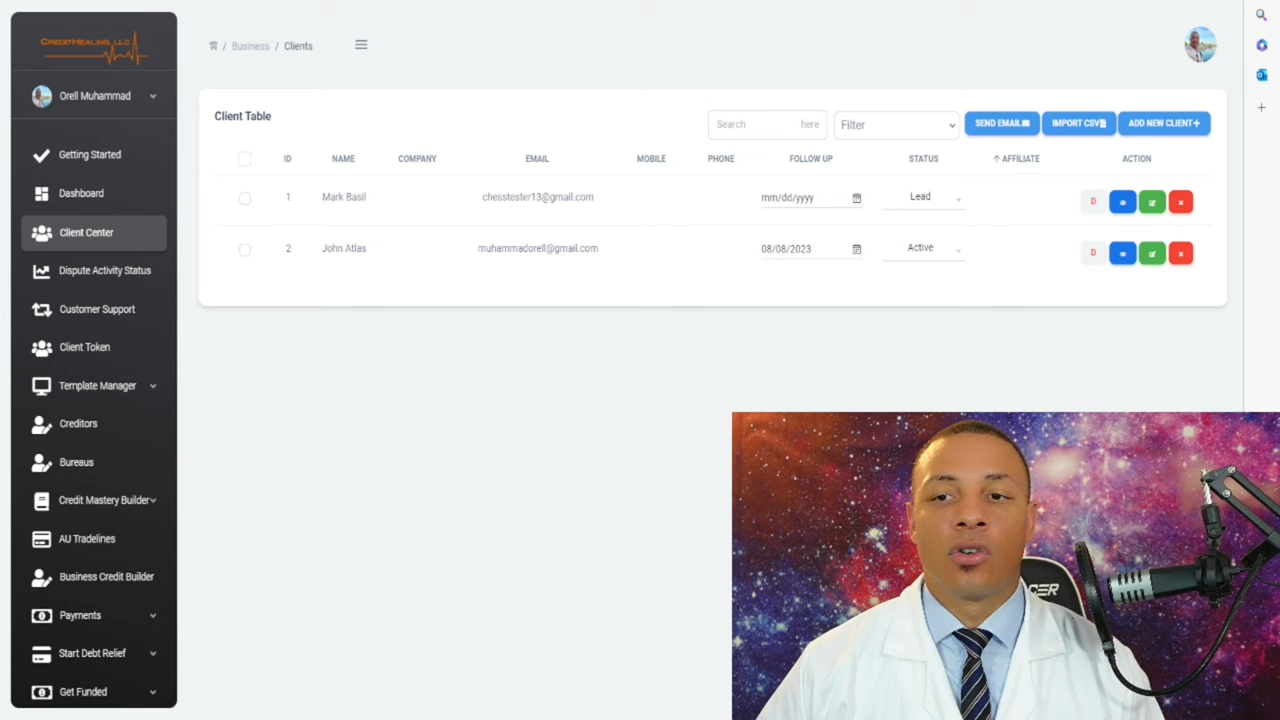 CREDITHEALING, LLC
Orell Muhammad
Getting Started
Dashboard
Client Center
Dispute Activity Status
Customer Support
Client Token
Template Manager
Creditors
Bureaus
Credit Mastery Builder
AU Tradelines
Business Credit Builder
Payments
Start Debt Relief
Get Funded
/ Business / Clients
Client Table
Search here
Filter
SEND EMAIL
IMPORT CSV
ADD NEW CLIENT+
ID NAME COMPANY EMAIL MOBILE PHONE FOLLOW UP STATUS ↑ AFFILIATE ACTION
1 Mark Basil chesstester13@gmail.com mm/dd/yyyy Lead D
2 John Atlas muhammadorell@gmail.com 08/08/2023 Active D
CER